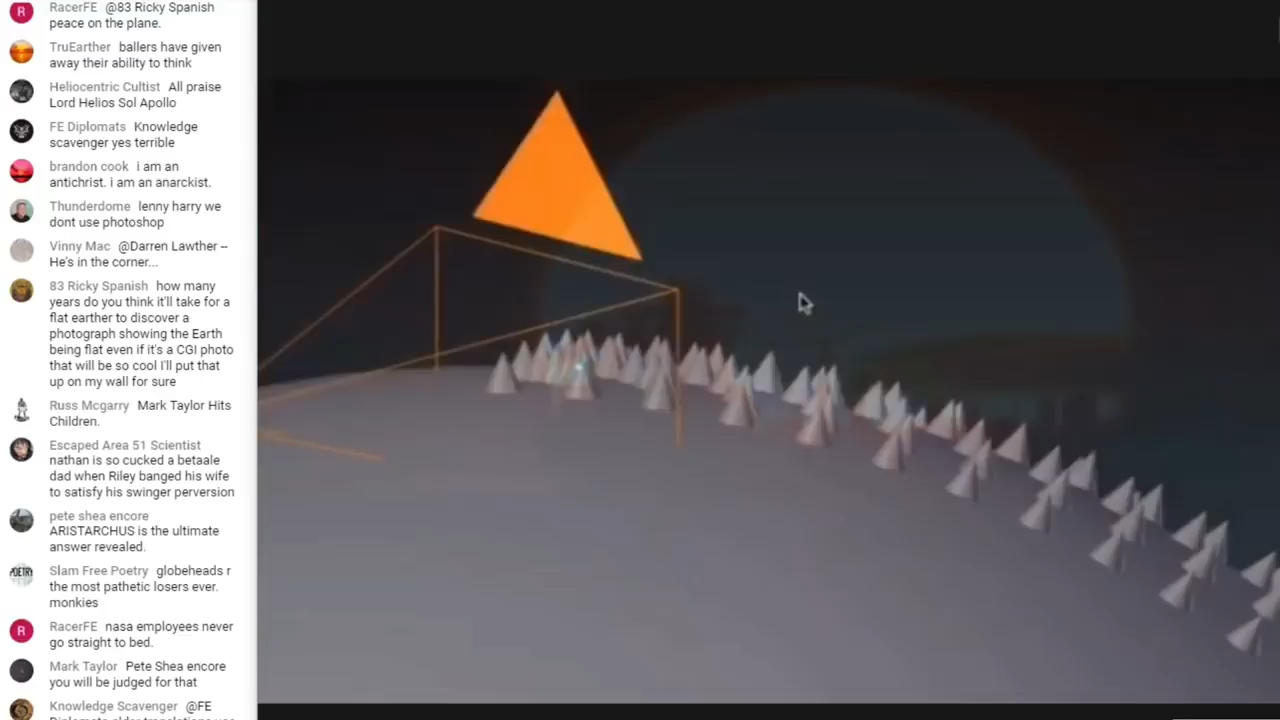 R RacerFE @83 Ricky Spanish
peace on the plane.
TruEarther ballers have given
away their ability to think
Heliocentric Cultist All praise
Lord Helios Sol Apollo
FE Diplomats Knowledge
scavenger yes terrible
brandon cook i am an
antichrist. i am an anarckist.
Thunderdome lenny harry we
dont use photoshop
Vinny Mac @Darren Lawther --
He's in the corner...
83 Ricky Spanish how many
years do you think it'll take for a
flat earther to discover a
photograph showing the Earth
being flat even if it's a CGI photo
that will be so cool I'll put that
up on my wall for sure
Russ Mcgarry Mark Taylor Hits
Children.
Escaped Area 51 Scientist
nathan is so cucked a betaale
dad when Riley banged his wife
to satisfy his swinger perversion
pete shea encore
ARISTARCHUS is the ultimate
answer revealed.
POETRY Slam Free Poetry globeheads r
the most pathetic losers ever.
monkies
R RacerFE nasa employees never
go straight to bed.
Mark Taylor Pete Shea encore
you will be judged for that
Knowledge Scavenger @FE